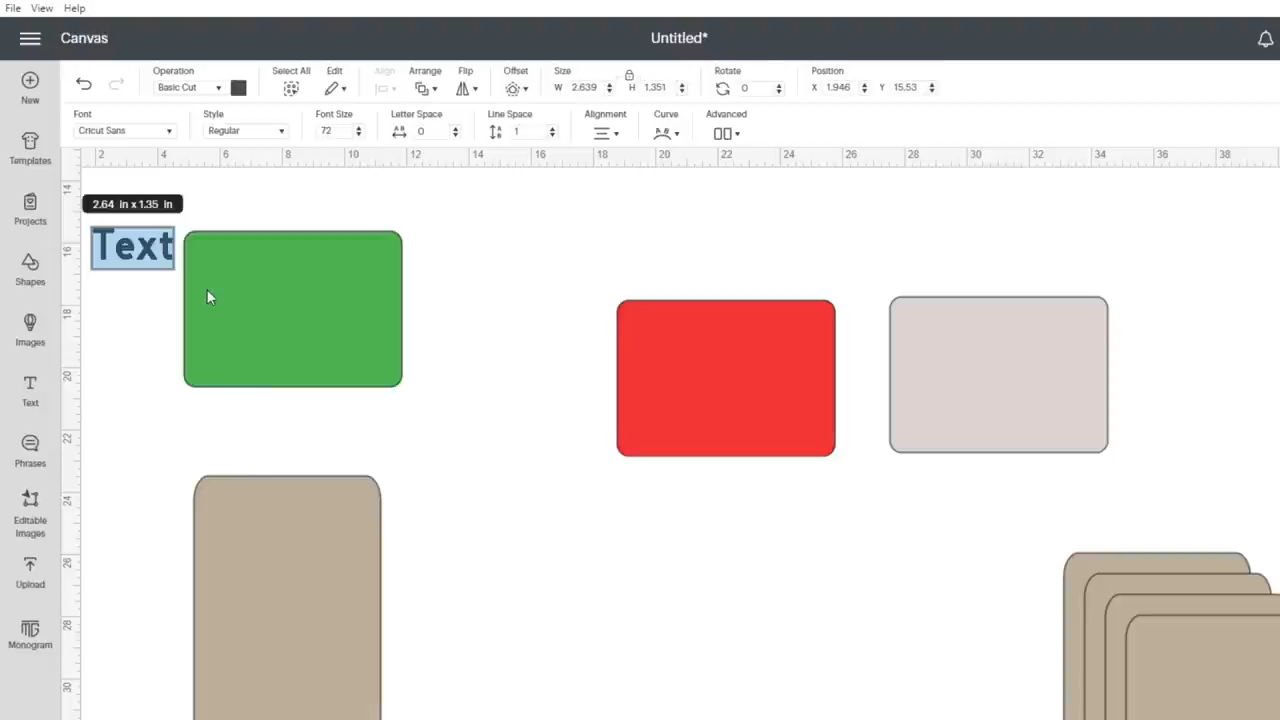 File View Help
Canvas
Untitled*
New
Templates
Projects
Shapes
Images
Text
Phrases
Editable
Images
Upload
Monogram
Operation
Basic Cut
Select All
Edit
Align
Arrange
Flip
Offset
Size
W 2.639
H 1.351
Rotate
0
Position
X 1.946
Y 15.53
Font
Cricut Sans
Style
Regular
Font Size
72
Letter Space
0
Line Space
1
Alignment
Curve
Advanced
2 4 6 8 10 12 14 16 18 20 22 24 26 28 30 32 34 36 38
14
16
18
20
22
24
26
28
30
2.64 in x 1.35 in
Text